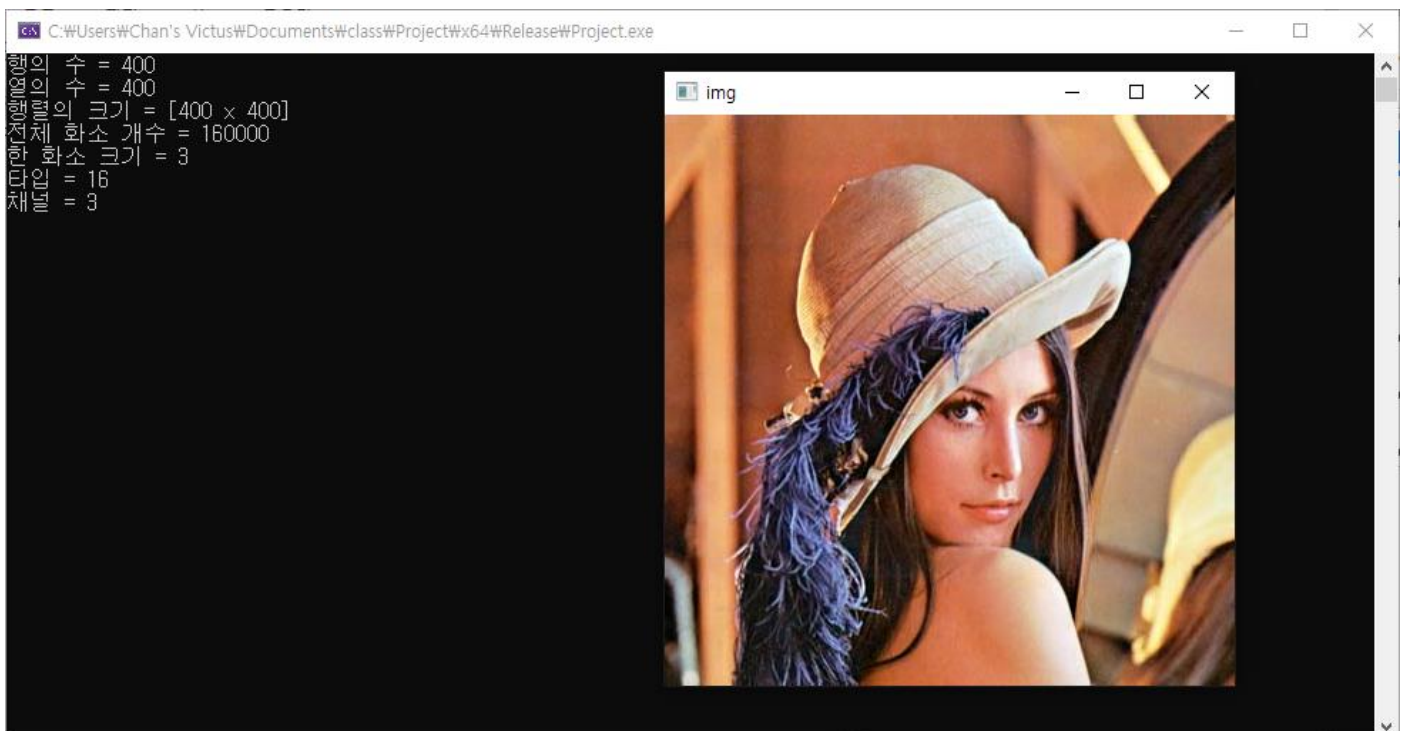 C:₩Users₩Chan's Victus₩Documents₩class₩Project₩x64₩Release₩Project.exe
행의 수 = 400
열의 수 = 400
행렬의 크기 = [400 x 400]
전체 화소 개수 = 160000
한 화소 크기 = 3
타입 = 16
채널 = 3
img